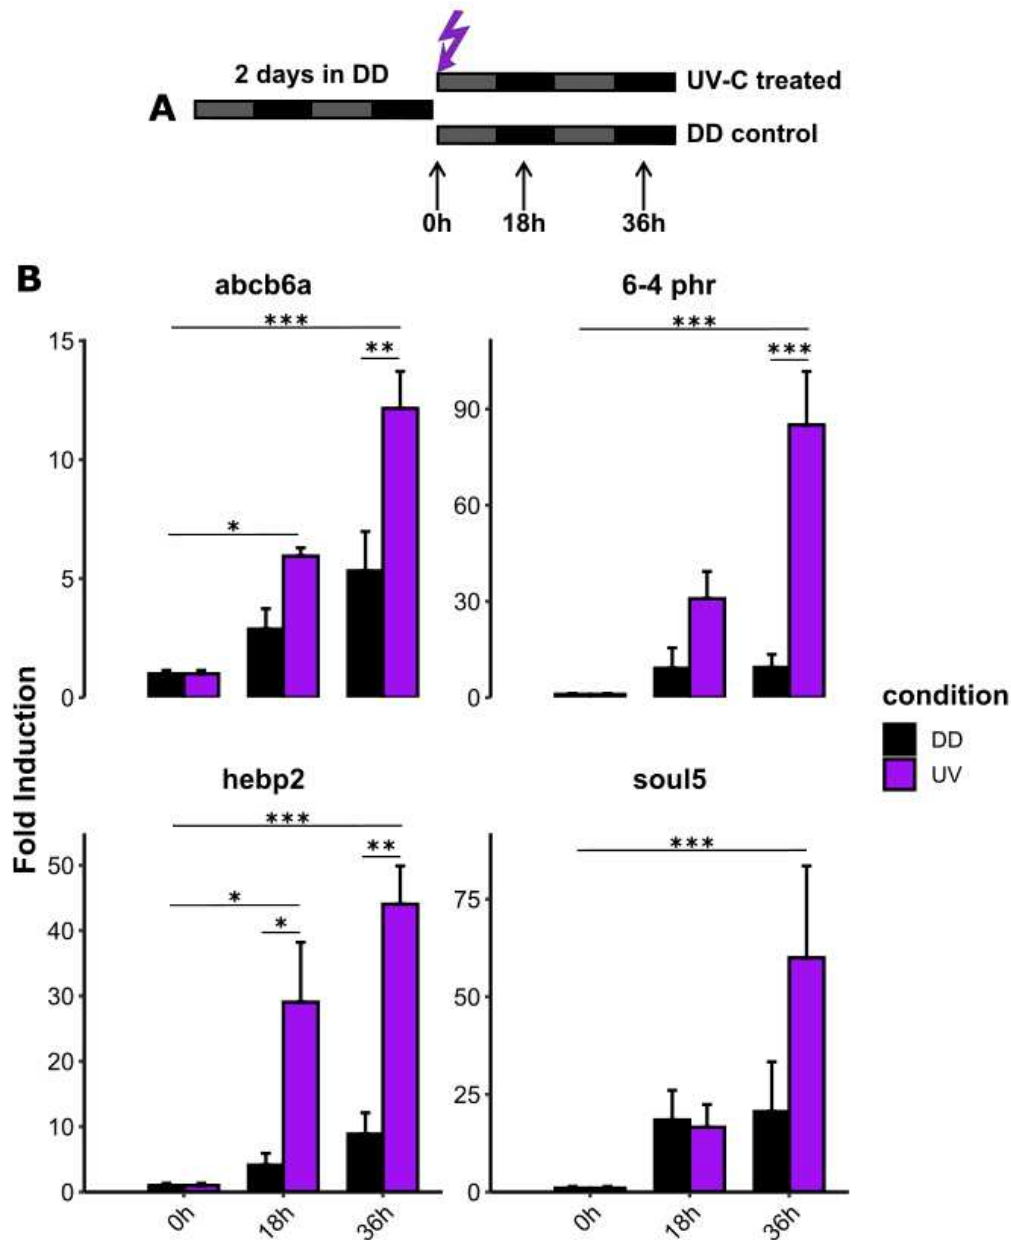 2 days in DD
UV-C treated
A
DD control
0h 18h 36h
B
abcb6a 6-4 phr
*** ***
** ***
15
10
5
0
*
90
60
30
0
Fold Induction
condition
DD
UV
hebp2 soul5
***
**
*
*
50
40
30
20
10
0
***
75
50
25
0
0h 18h 36h 0h 18h 36h